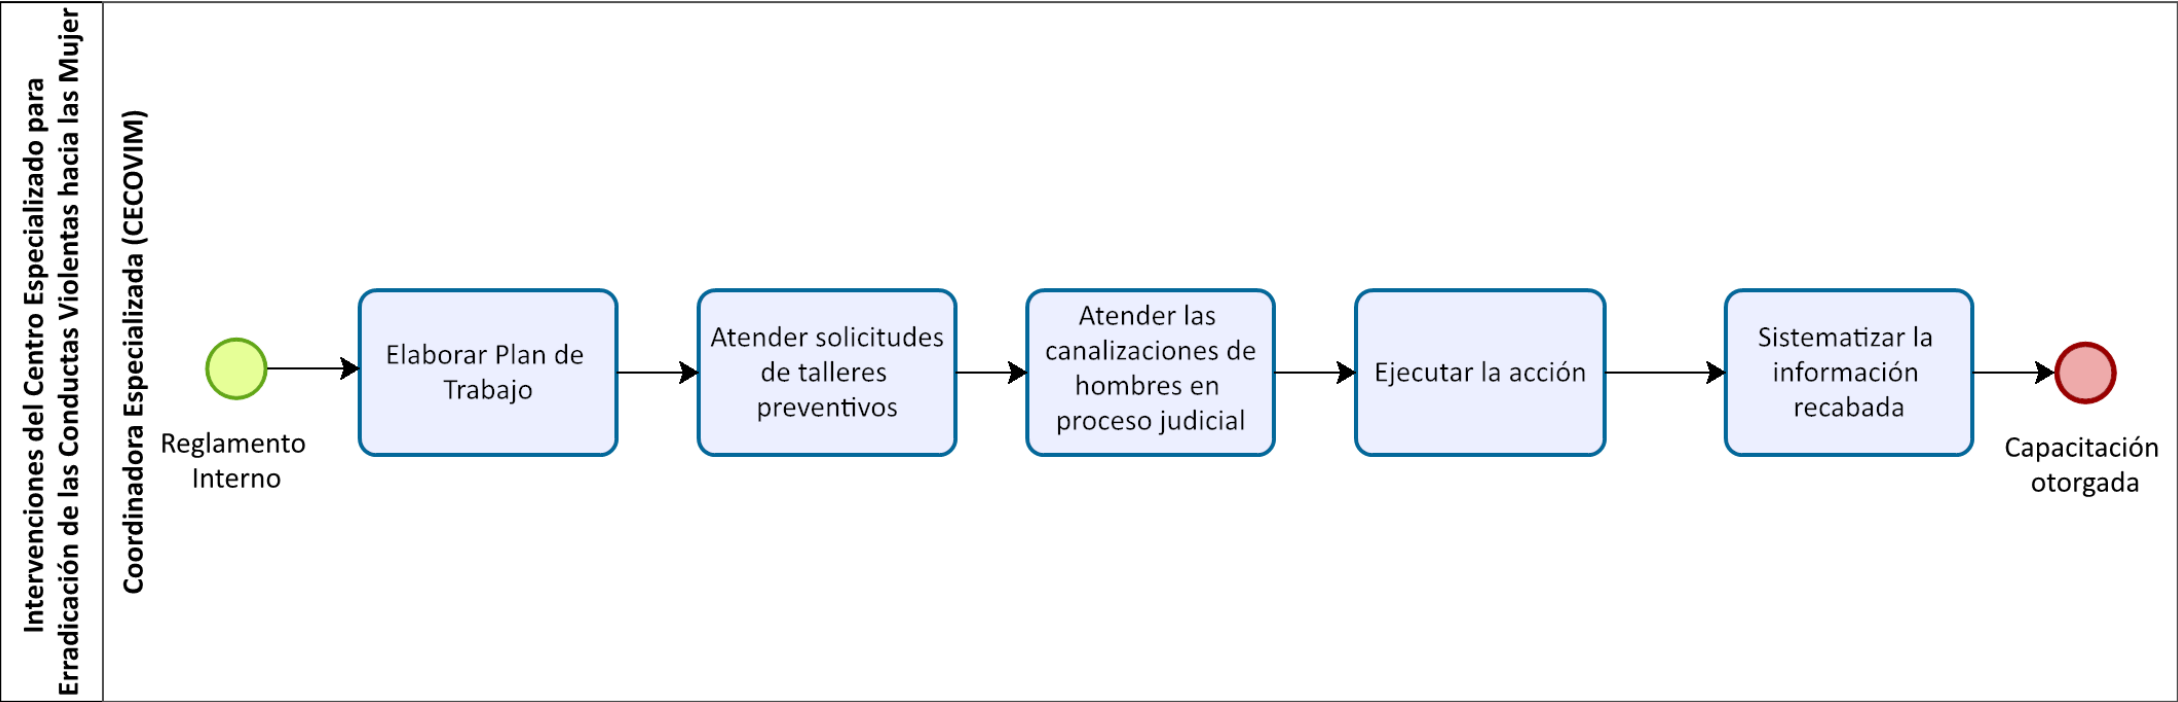 Intervenciones del Centro Especializado para
Erradicación de las Conductas Violentas hacia las Mujer
Coordinadora Especializada (CECOVIM)
Reglamento
Interno
Elaborar Plan de
Trabajo
Atender solicitudes
de talleres
preventivos
Atender las
canalizaciones de
hombres en
proceso judicial
Ejecutar la acción
Sistematizar la
información
recabada
Capacitación
otorgada